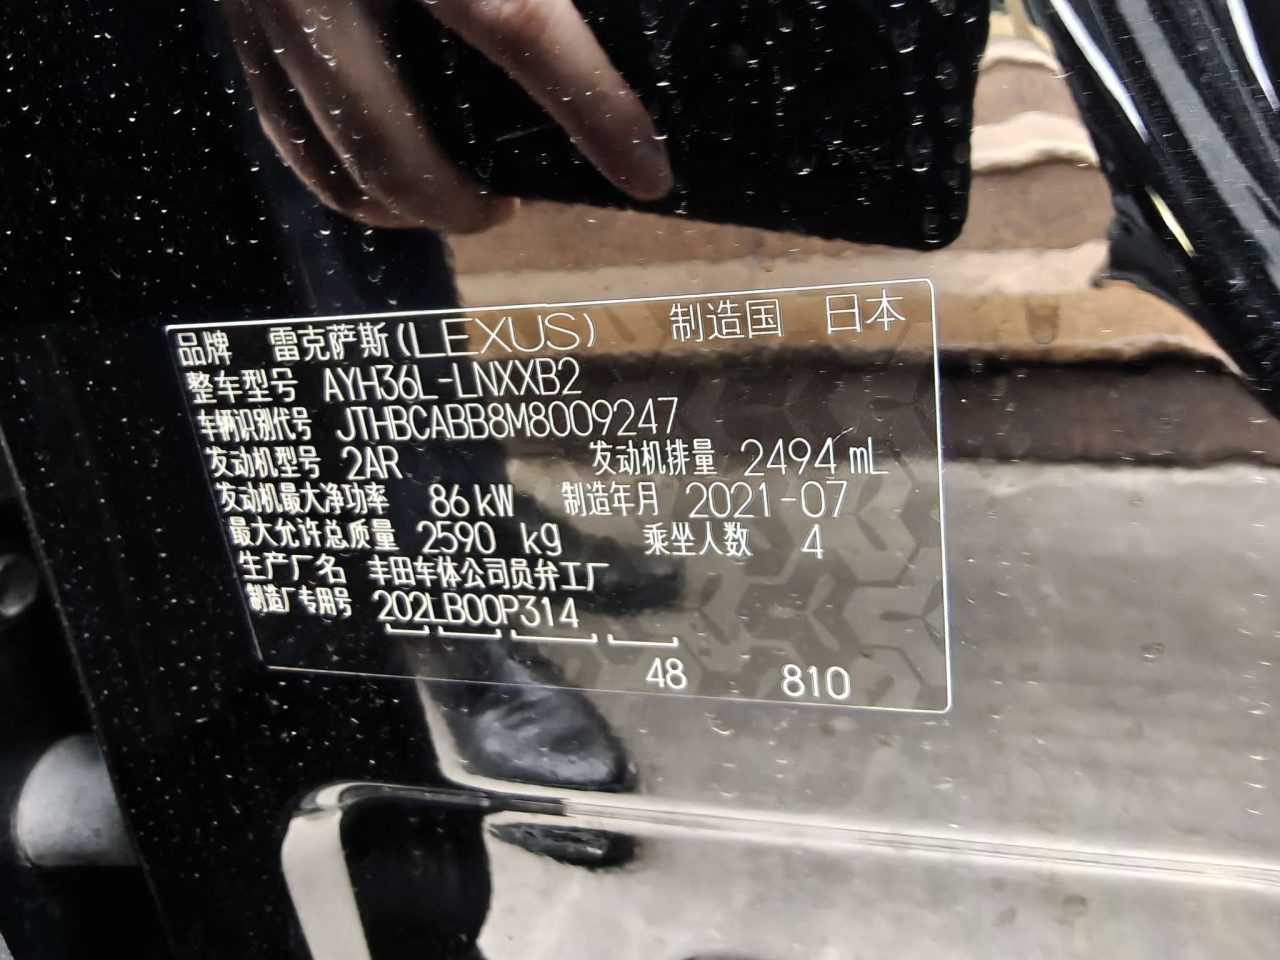 品牌 雷克萨斯(LEXUS) 制造国 日本
整车型号 AYH36L-LNXXB2
车辆识别代号 JTHBCABB8M8009247
发动机型号 2AR 发动机排量 2494 mL
发动机最大净功率 86 kW 制造年月 2021-07
最大允许总质量 2590 kg 乘坐人数 4
生产厂名 丰田车体公司员弁工厂
制造厂专用号 202LB00P314
48 810